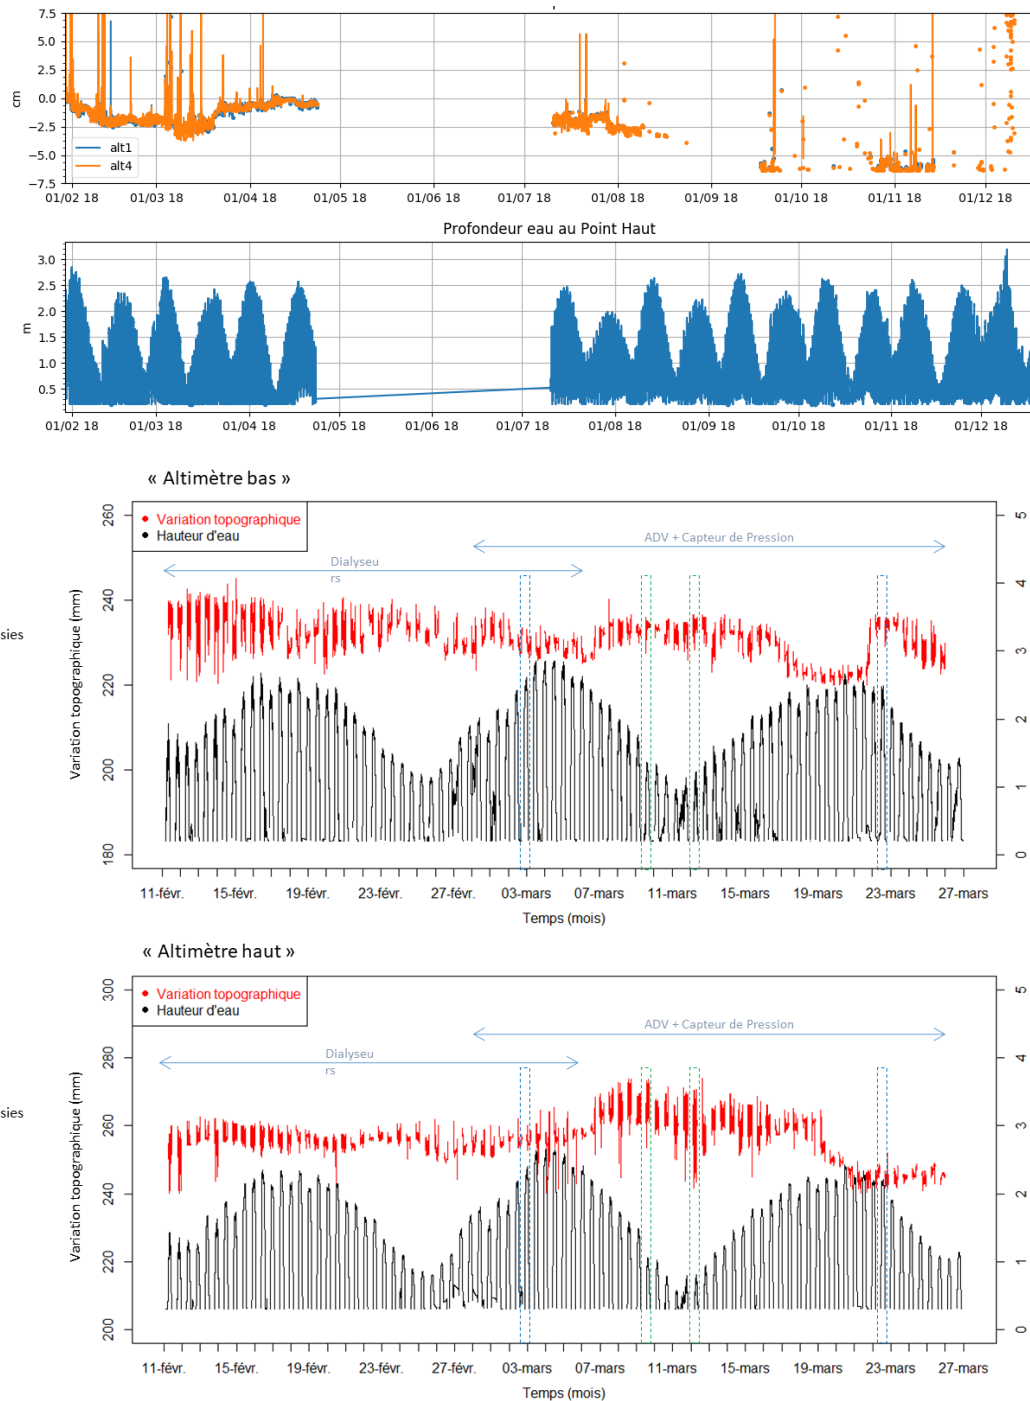 7.5
5.0
2.5
0.0
-2.5
-5.0
-7.5
cm
alt1
alt4
01/02 18 01/03 18 01/04 18 01/05 18 01/06 18 01/07 18 01/08 18 01/09 18 01/10 18 01/11 18 01/12 18
Profondeur eau au Point Haut
3.0
2.5
2.0
1.5
1.0
0.5
m
01/02 18 01/03 18 01/04 18 01/05 18 01/06 18 01/07 18 01/08 18 01/09 18 01/10 18 01/11 18 01/12 18
« Altimètre bas »
Variation topographique
Hauteur d'eau
ADV + Capteur de Pression
Dialyseu
rs
260
240
220
200
180
Variation topographique (mm)
5
4
3
2
1
0
sies
11-févr. 15-févr. 19-févr. 23-févr. 27-févr. 03-mars 07-mars 11-mars 15-mars 19-mars 23-mars 27-mars
Temps (mois)
« Altimètre haut »
Variation topographique
Hauteur d'eau
ADV + Capteur de Pression
Dialyseu
rs
300
280
260
240
220
200
Variation topographique (mm)
5
4
3
2
1
0
sies
11-févr. 15-févr. 19-févr. 23-févr. 27-févr. 03-mars 07-mars 11-mars 15-mars 19-mars 23-mars 27-mars
Temps (mois)